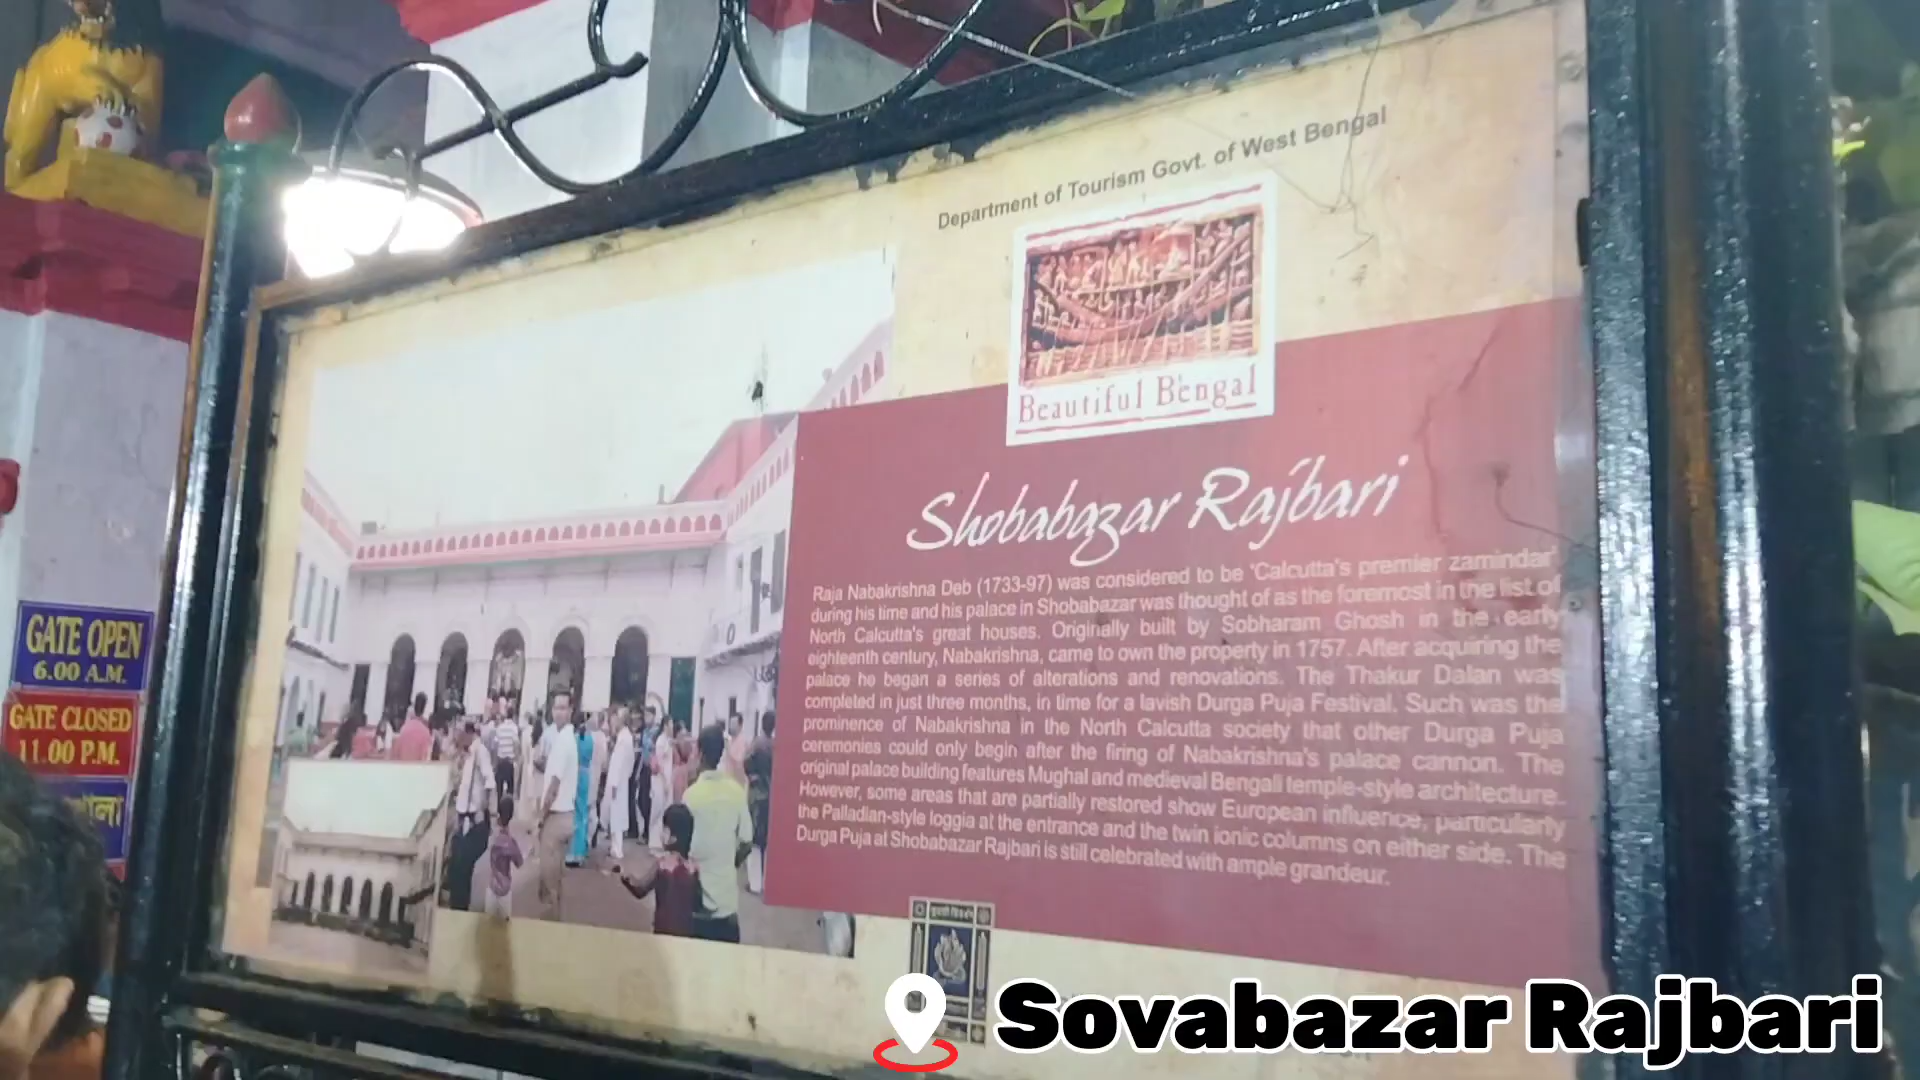 Department of Tourism Govt. of West Bengal
Beautiful Bengal
Shobabazar Rajbari
Raja Nabakrishna Deb (1733-97) was considered to be 'Calcutta's premier zamindar'
during his time and his palace in Shobabazar was thought of as the foremost in the list of
North Calcutta's great houses. Originally built by Sobharam Ghosh in the early
eighteenth century, Nabakrishna, came to own the property in 1757. After acquiring the
palace he began a series of alterations and renovations. The Thakur Dalan was
completed in just three months, in time for a lavish Durga Puja Festival. Such was the
prominence of Nabakrishna in the North Calcutta society that other Durga Puja
ceremonies could only begin after the firing of Nabakrishna's palace cannon. The
original palace building features Mughal and medieval Bengali temple-style architecture.
However, some areas that are partially restored show European influence, particularly
the Palladian-style loggia at the entrance and the twin ionic columns on either side. The
Durga Puja at Shobabazar Rajbari is still celebrated with ample grandeur.
GATE OPEN
6.00 A.M.
GATE CLOSED
11.00 P.M.
Sovabazar Rajbari